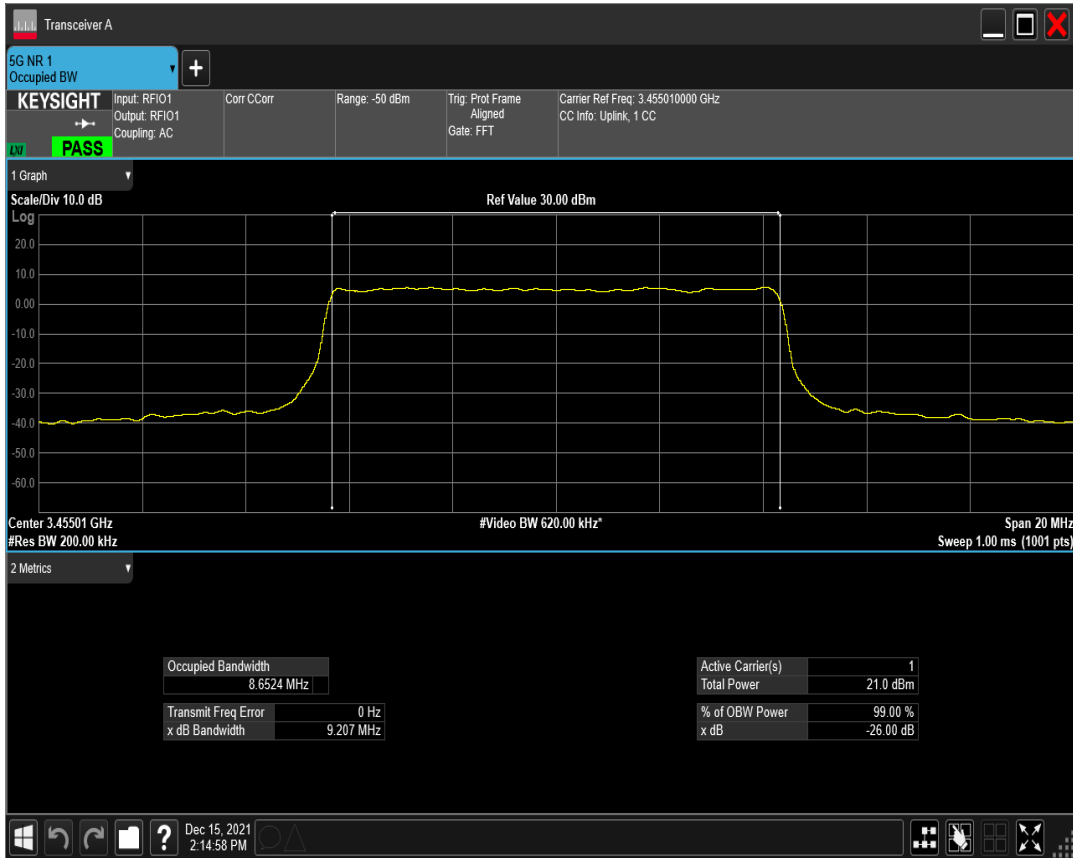 Transceiver A
5G NR 1
Occupied BW
+
KEYSIGHT
Input: RFIO1
Output: RFIO1
Coupling: AC
Corr CCorr
Range: -50 dBm
Trig: Prot Frame
Aligned
Gate: FFT
Carrier Ref Freq: 3.455010000 GHz
CC Info: Uplink, 1 CC
LXI
PASS
1 Graph
Scale/Div 10.0 dB
Ref Value 30.00 dBm
Log
20.0
10.0
0.00
-10.0
-20.0
-30.0
-40.0
-50.0
-60.0
Center 3.45501 GHz
#Video BW 620.00 kHz*
Span 20 MHz
#Res BW 200.00 kHz
Sweep 1.00 ms (1001 pts)
2 Metrics
Occupied Bandwidth
8.6524 MHz
Active Carrier(s) 1
Total Power 21.0 dBm
Transmit Freq Error 0 Hz
x dB Bandwidth 9.207 MHz
% of OBW Power 99.00 %
x dB -26.00 dB
?
Dec 15, 2021
2:14:58 PM